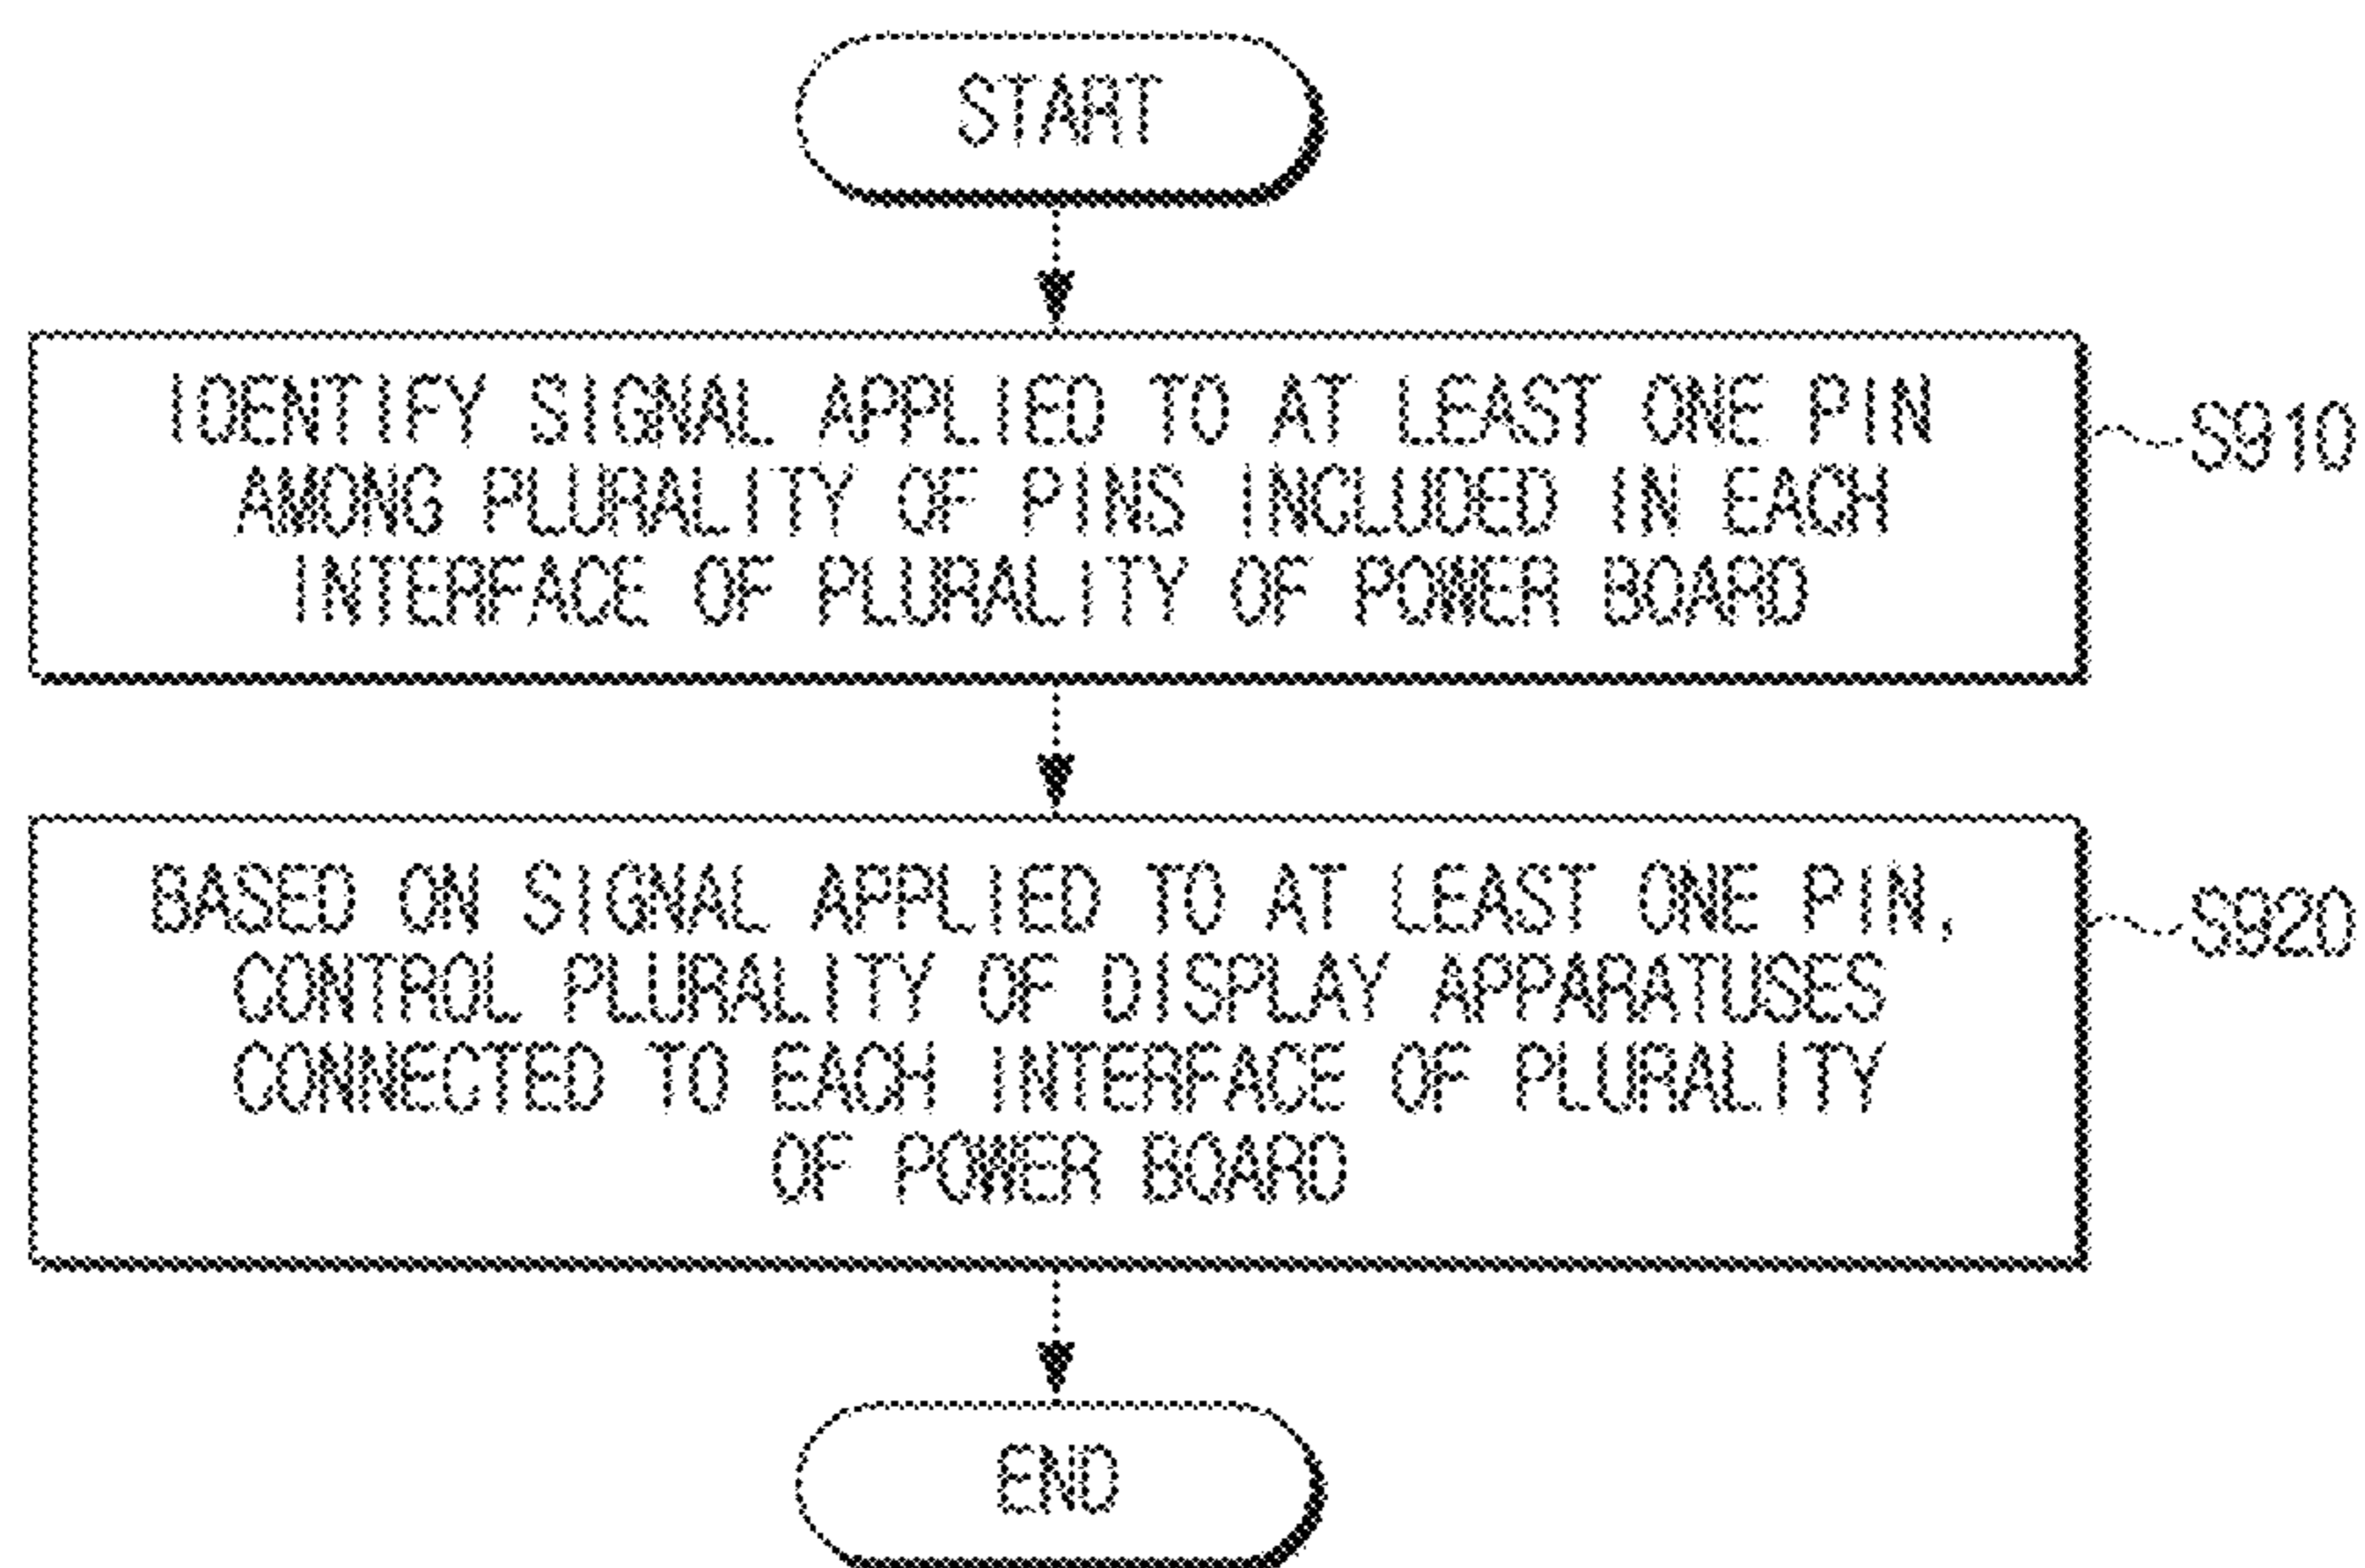 START
IDENTIFY SIGNAL APPLIED TO AT LEAST ONE PIN
AMONG PLURALITY OF PINS INCLUDED IN EACH
INTERFACE OF PLURALITY OF POWER BOARD
S910
BASED ON SIGNAL APPLIED TO AT LEAST ONE PIN,
CONTROL PLURALITY OF DISPLAY APPARATUSES
CONNECTED TO EACH INTERFACE OF PLURALITY
OF POWER BOARD
S920
END